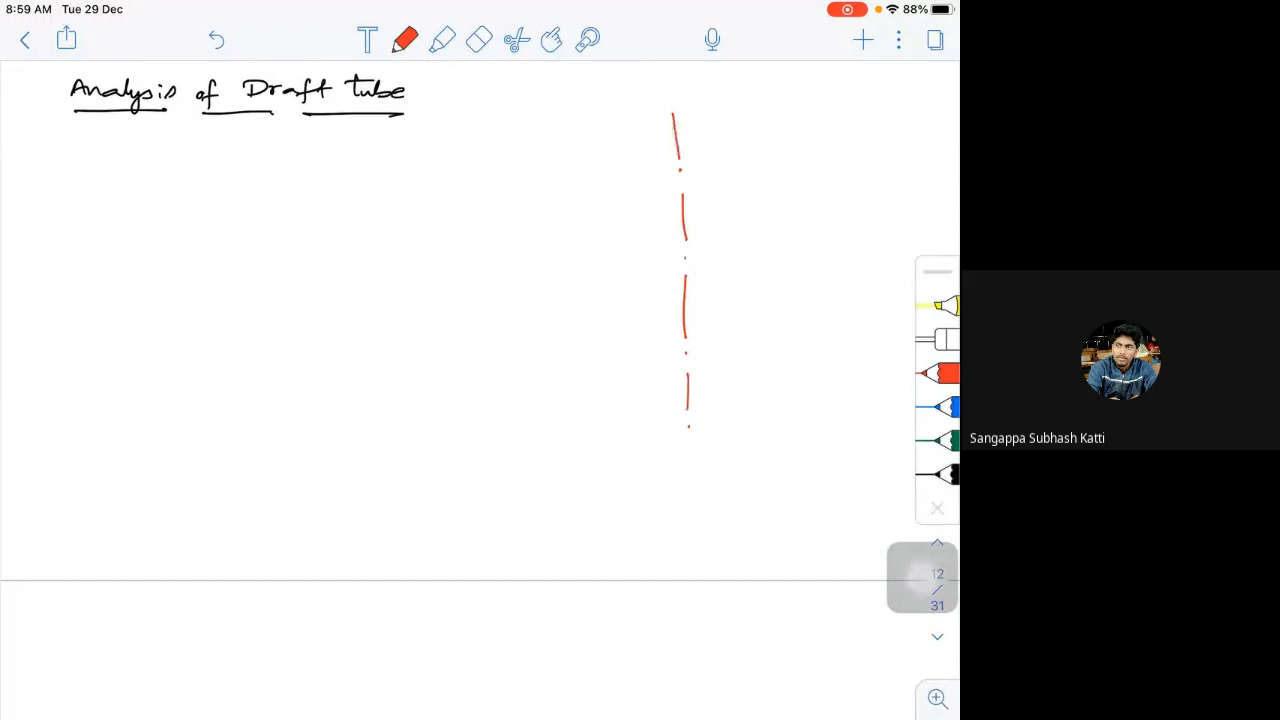 8:59 AM Tue 29 Dec
88%
T
Analysis of Draft tube
Sangappa Subhash Katti
12
/
31